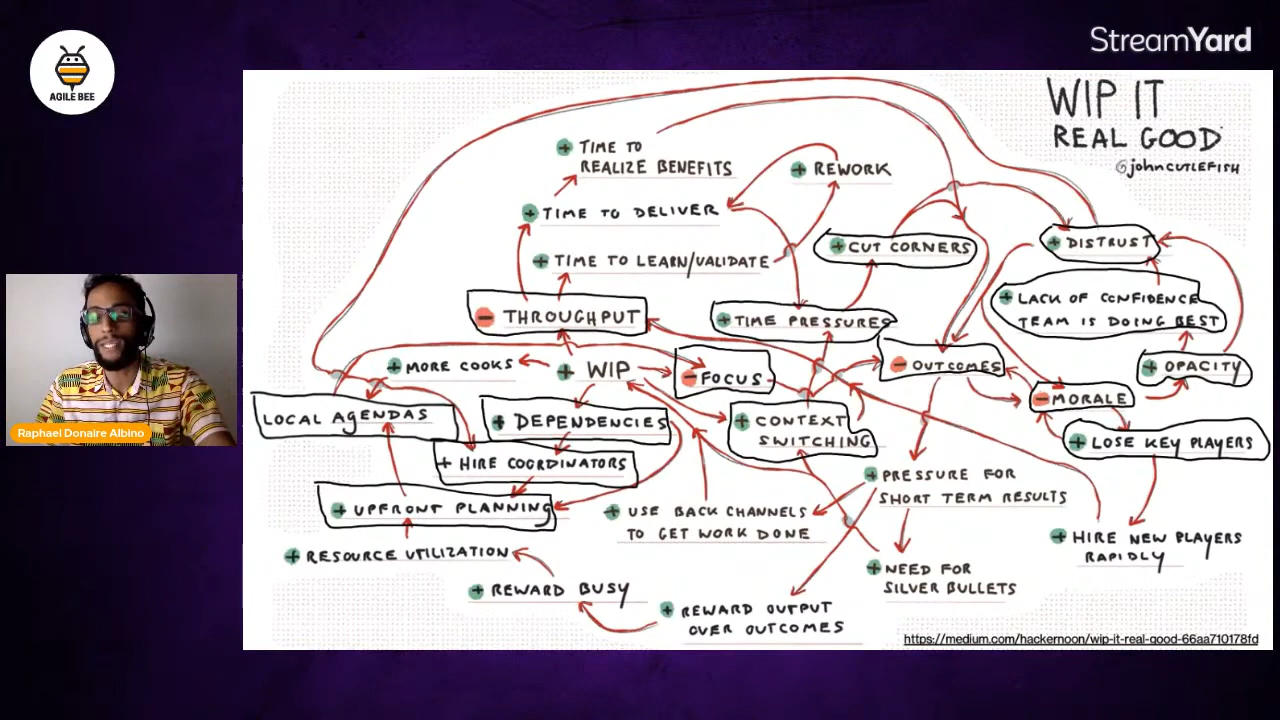 AGILE BEE
StreamYard
WIP IT
REAL GOOD
@johncutlefish
+ TIME TO
REALIZE BENEFITS
+ REWORK
+ TIME TO DELIVER
+ CUT CORNERS
+ DISTRUST
+ TIME TO LEARN/VALIDATE
+ LACK OF CONFIDENCE
TEAM IS DOING BEST
- THROUGHPUT
+ TIME PRESSURES
+ MORE COOKS
+ WIP
- FOCUS
- OUTCOMES
+ OPACITY
- MORALE
LOCAL AGENDAS
+ DEPENDENCIES
+ CONTEXT
SWITCHING
+ LOSE KEY PLAYERS
+ HIRE COORDINATORS
+ PRESSURE FOR
SHORT TERM RESULTS
+ UPFRONT PLANNING
+ USE BACK CHANNELS
TO GET WORK DONE
+ HIRE NEW PLAYERS
RAPIDLY
+ RESOURCE UTILIZATION
+ NEED FOR
SILVER BULLETS
+ REWARD BUSY
+ REWARD OUTPUT
OVER OUTCOMES
https://medium.com/hackernoon/wip-it-real-good-66aa710178fd
Raphael Donaire Albino